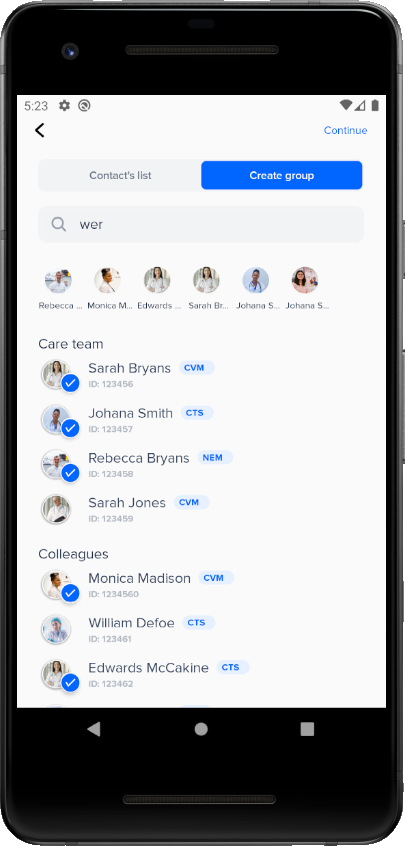 5:23
Continue
Contact's list
Create group
wer
Rebecca ... Monica M... Edwards ... Sarah Br... Johana S... Johana S...
Care team
Sarah Bryans CVM
ID: 123456
Johana Smith CTS
ID: 123457
Rebecca Bryans NEM
ID: 123458
Sarah Jones CVM
ID: 123459
Colleagues
Monica Madison CVM
ID: 1234560
William Defoe CTS
ID: 123461
Edwards McCakine CTS
ID: 123462